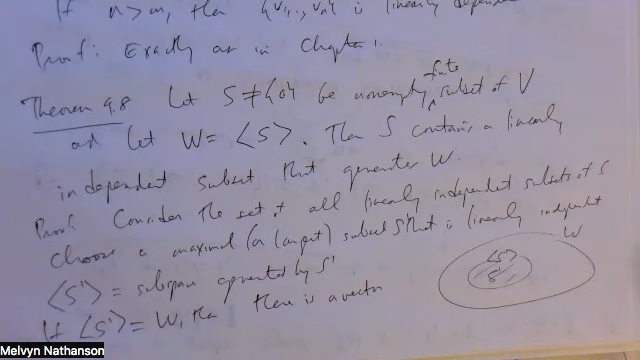 If n > m, then {v1, ..., vn} is linearly dependent
Proof: Exactly as in Chapter 1.
Theorem 9.8 Let S ≠ {0} be nonempty finite subset of V
and let W = <S>. Then S contains a linearly
independent subset that generates W.
Proof: Consider the set of all linearly independent subsets of S
choose a maximal (or largest) subset S' that is linearly independent
<S'> = subspace generated by S'
If <S'> = W, then there is a vector
W
<S'>
S'
Melvyn Nathanson